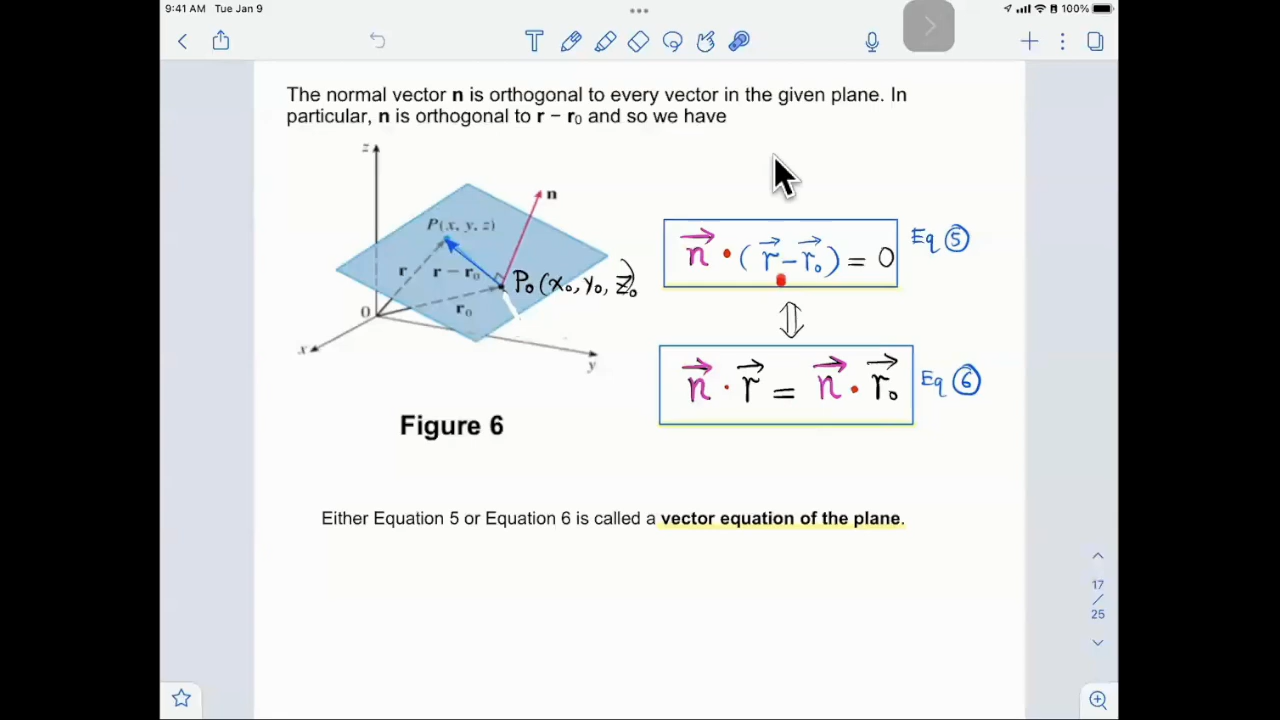 9:41 AM Tue Jan 9
100%
The normal vector n is orthogonal to every vector in the given plane. In
particular, n is orthogonal to r − r₀ and so we have
z
n
P(x, y, z)
r
r − r₀
P₀ (x₀, y₀, z₀)
0
r₀
x
y
Figure 6
n⃗ · (r⃗ − r⃗₀) = 0 Eq ⑤
⇕
n⃗ · r⃗ = n⃗ · r⃗₀ Eq ⑥
Either Equation 5 or Equation 6 is called a vector equation of the plane.
17
/
25